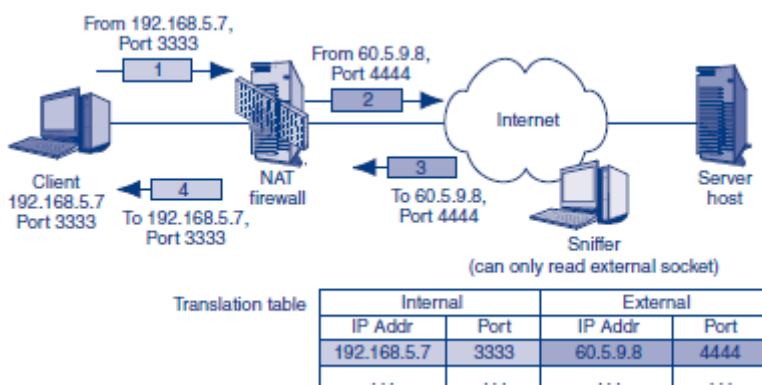 From 192.168.5.7,
Port 3333
1
From 60.5.9.8,
Port 4444
2
Internet
3
To 60.5.9.8,
Port 4444
4
To 192.168.5.7,
Port 3333
Client
192.168.5.7
Port 3333
NAT
firewall
Server
host
Sniffer
(can only read external socket)
Translation table
Internal External
IP Addr Port IP Addr Port
192.168.5.7 3333 60.5.9.8 4444
. . . . . . . . . . . .